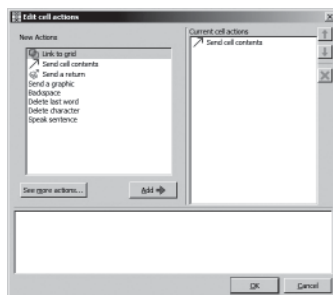 Edit cell actions
New Actions
Link to grid
Send cell contents
Send a return
Send a graphic
Backspace
Delete last word
Delete character
Speak sentence
See more actions...
Add
Current cell actions
Send cell contents
OK
Cancel